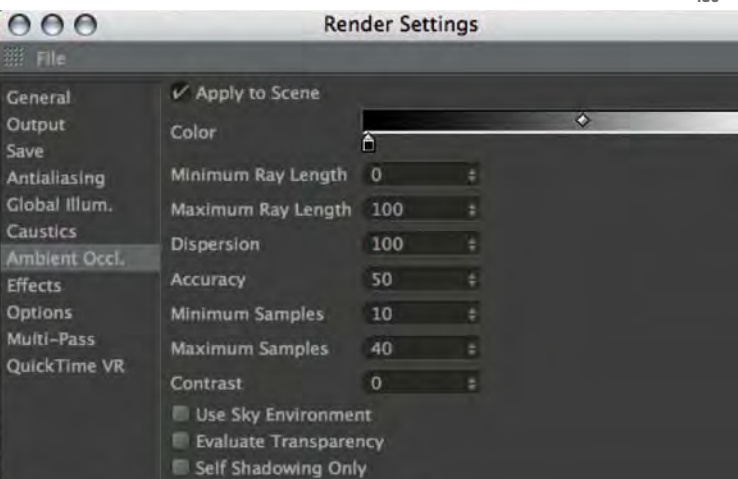 Render Settings
File
General
Output
Save
Antialiasing
Global Illum.
Caustics
Ambient Occl.
Effects
Options
Multi-Pass
QuickTime VR
Apply to Scene
Color
Minimum Ray Length 0
Maximum Ray Length 100
Dispersion 100
Accuracy 50
Minimum Samples 10
Maximum Samples 40
Contrast 0
Use Sky Environment
Evaluate Transparency
Self Shadowing Only